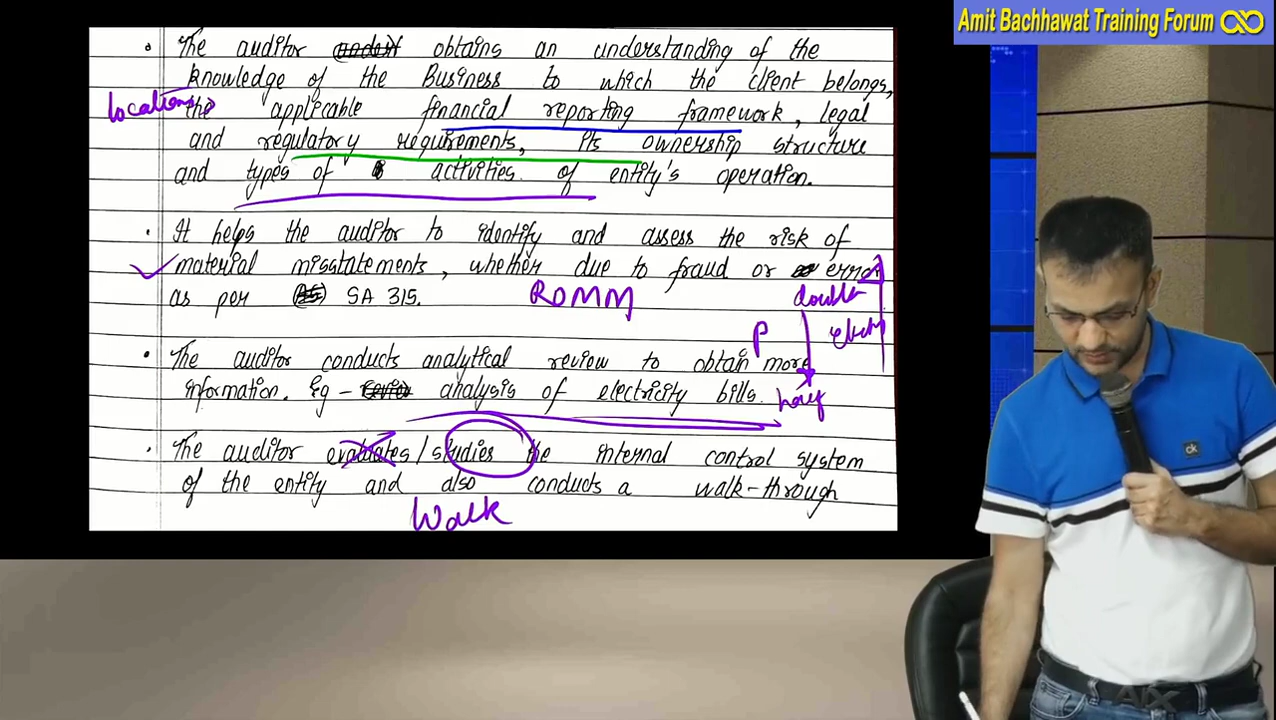 Amit Bachhawat Training Forum
The auditor obtains an understanding of the
knowledge of the Business to which the client belongs,
locations
the applicable financial reporting framework, legal
and regulatory requirements, its ownership structure
and types of activities. of entity's operation.
It helps the auditor to identify and assess the risk of
material misstatements, whether due to fraud or error
as per SA 315. ROMM double
P
The auditor conducts analytical review to obtain more
information. Eg - analysis of electricity bills. half
The auditor evaluates/studies the internal control system
of the entity and also conducts a walk-through
Walk
ck